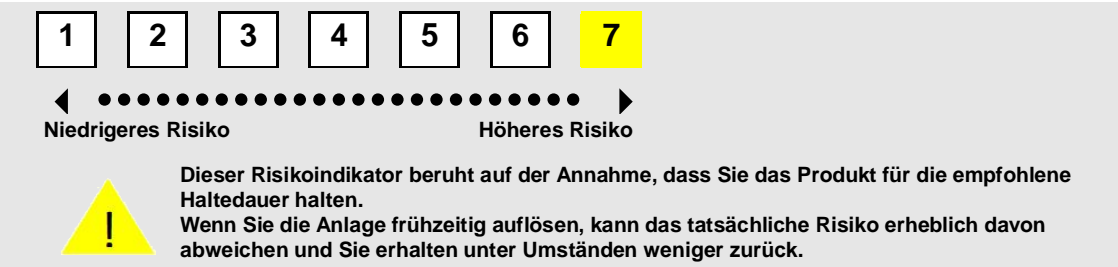 1 2 3 4 5 6 7
Niedrigeres Risiko Höheres Risiko
Dieser Risikoindikator beruht auf der Annahme, dass Sie das Produkt für die empfohlene
Haltedauer halten.
! Wenn Sie die Anlage frühzeitig auflösen, kann das tatsächliche Risiko erheblich davon
abweichen und Sie erhalten unter Umständen weniger zurück.